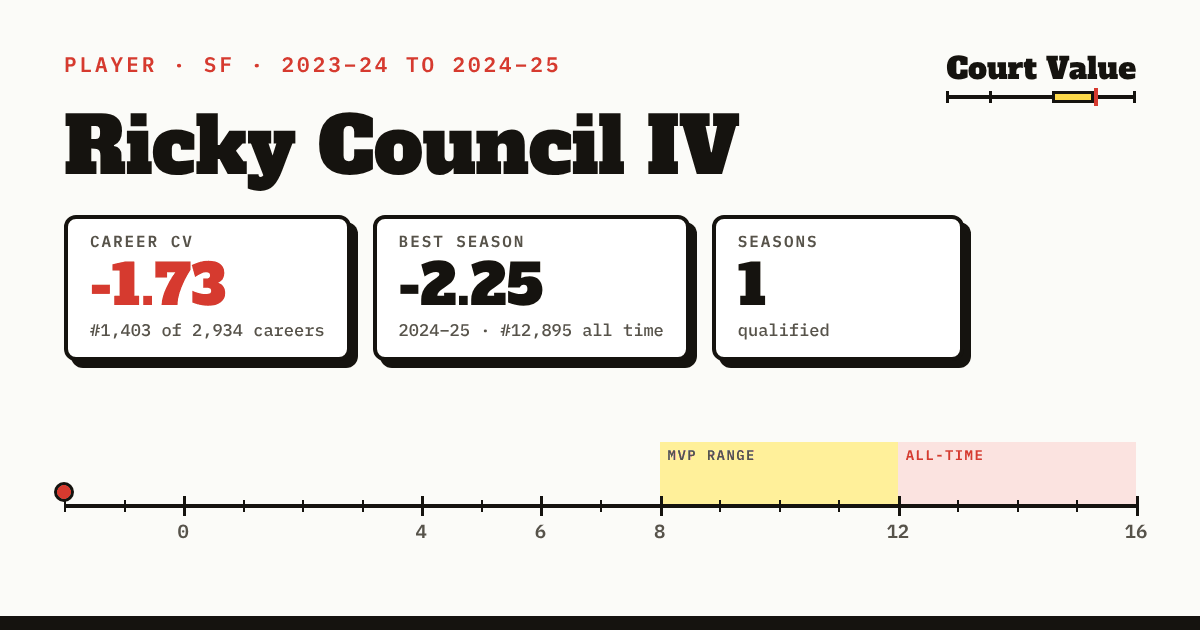 PLAYER · SF · 2023–24 TO 2024–25
Court Value
Ricky Council IV
CAREER CV
-1.73
#1,403 of 2,934 careers
BEST SEASON
-2.25
2024–25 · #12,895 all time
SEASONS
1
qualified
MVP RANGE
ALL-TIME
0 4 6 8 12 16